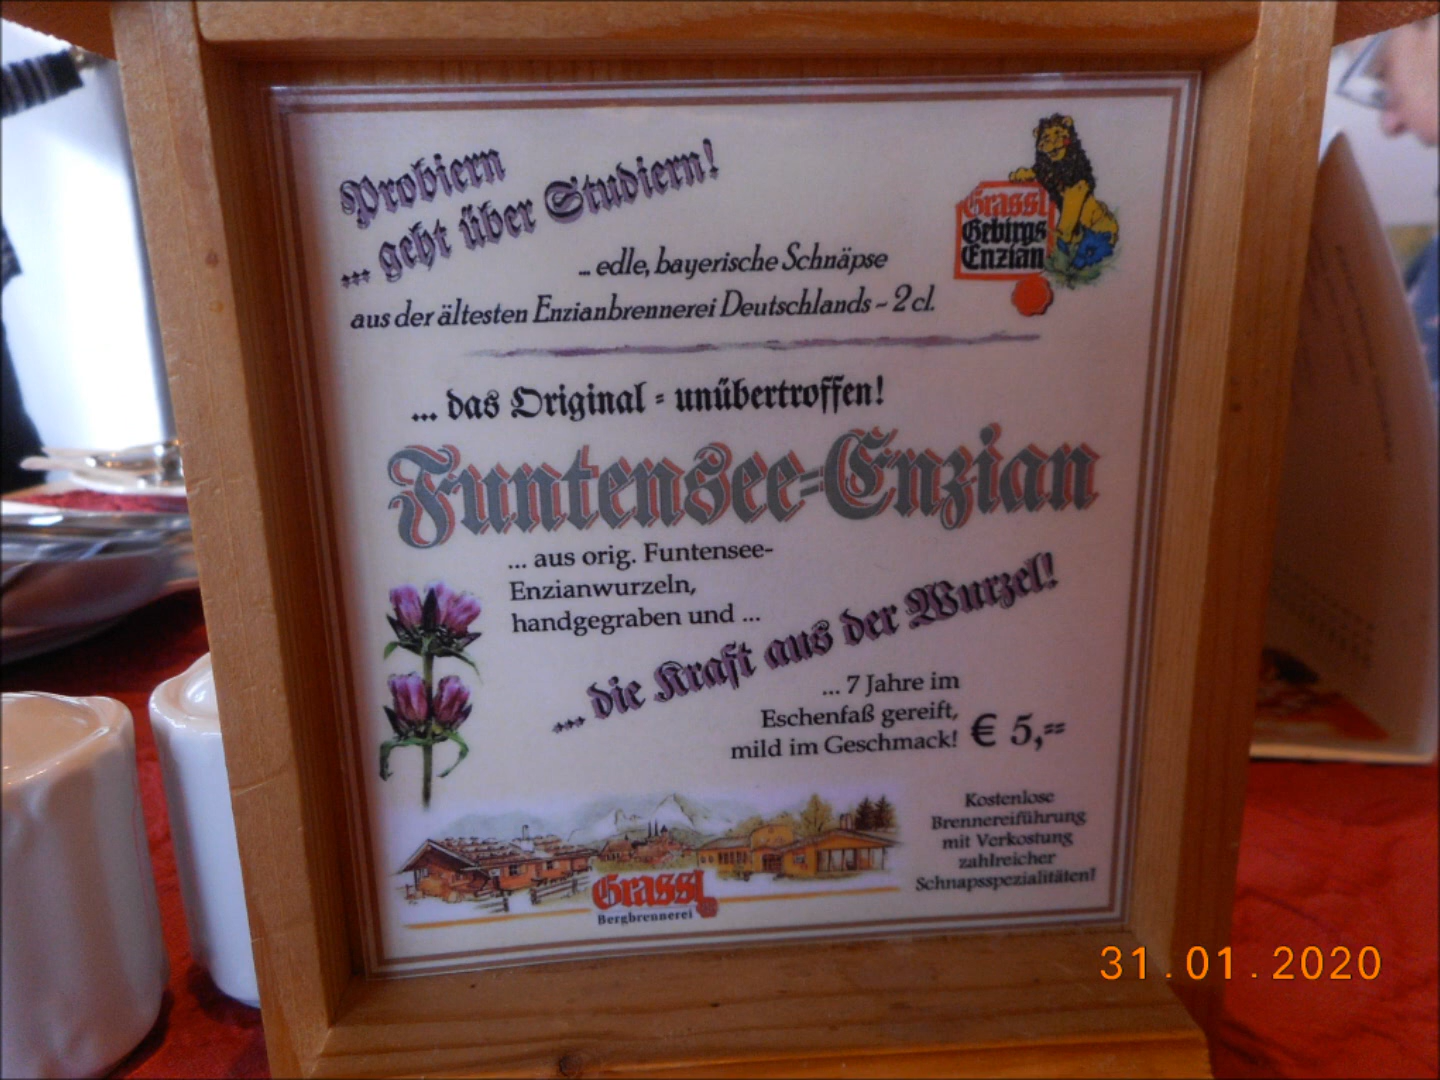 Probiern
... geht über Studiern!
... edle, bayerische Schnäpse
aus der ältesten Enzianbrennerei Deutschlands ~ 2 cl.
Grassl
Gebirgs
Enzian
... das Original - unübertroffen!
Funtensee=Enzian
... aus orig. Funtensee-
Enzianwurzeln,
handgegraben und ...
... die Kraft aus der Wurzel!
... 7 Jahre im
Eschenfaß gereift,
mild im Geschmack!
€ 5,==
Grassl
Bergbrennerei
Kostenlose
Brennereiführung
mit Verkostung
zahlreicher
Schnapsspezialitäten!
31.01.2020